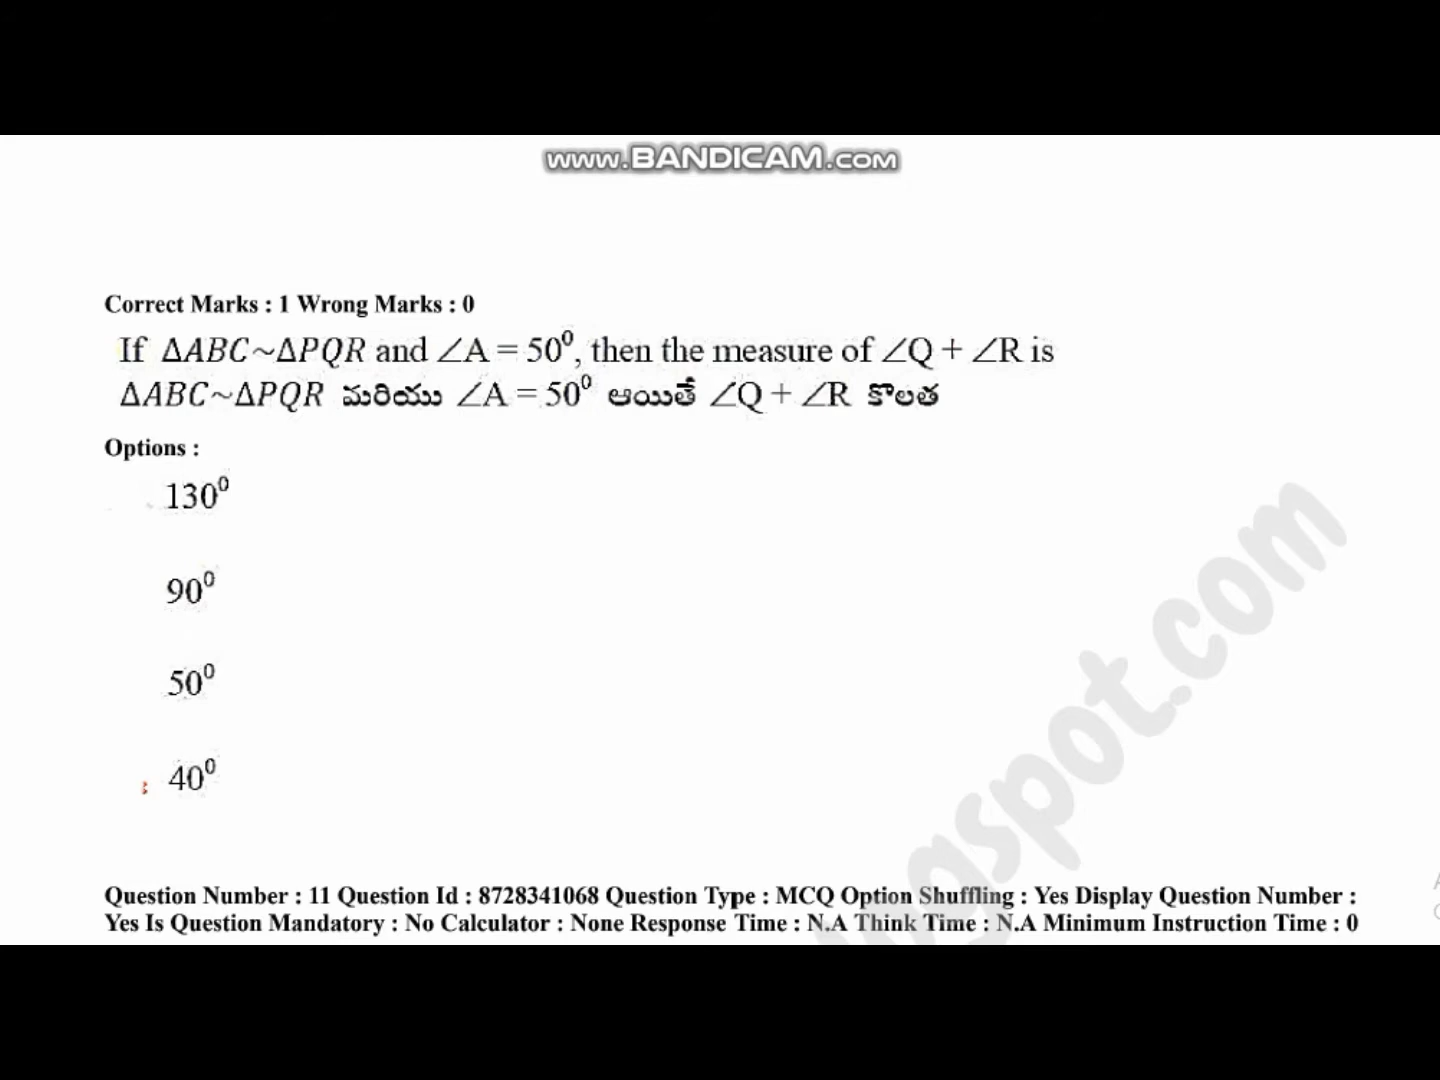 www.BANDICAM.com
Correct Marks : 1 Wrong Marks : 0
If ΔABC~ΔPQR and ∠A = 50⁰, then the measure of ∠Q + ∠R is
ΔABC~ΔPQR మరియు ∠A = 50⁰ ఆయితే ∠Q + ∠R కొలత
Options :
130⁰
90⁰
50⁰
40⁰
gspot.com
Question Number : 11 Question Id : 8728341068 Question Type : MCQ Option Shuffling : Yes Display Question Number :
Yes Is Question Mandatory : No Calculator : None Response Time : N.A Think Time : N.A Minimum Instruction Time : 0